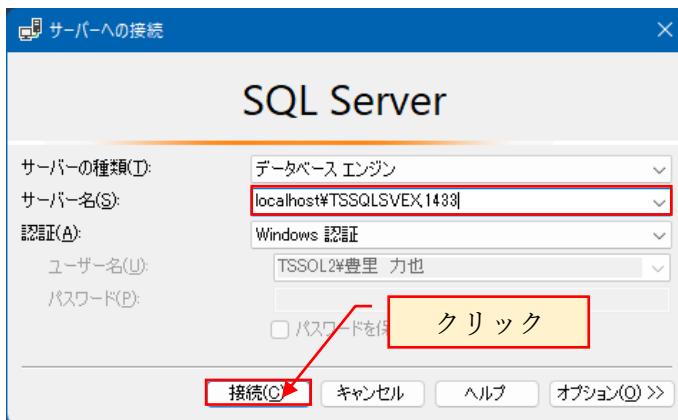 サーバーへの接続
SQL Server
サーバーの種類(T):
データベース エンジン
サーバー名(S):
localhost¥TSSQLSVEX,1433
認証(A):
Windows 認証
ユーザー名(U):
TSSOL2¥豊里 力也
パスワード(P):
パスワードを保
クリック
接続(C)
キャンセル
ヘルプ
オプション(O) >>